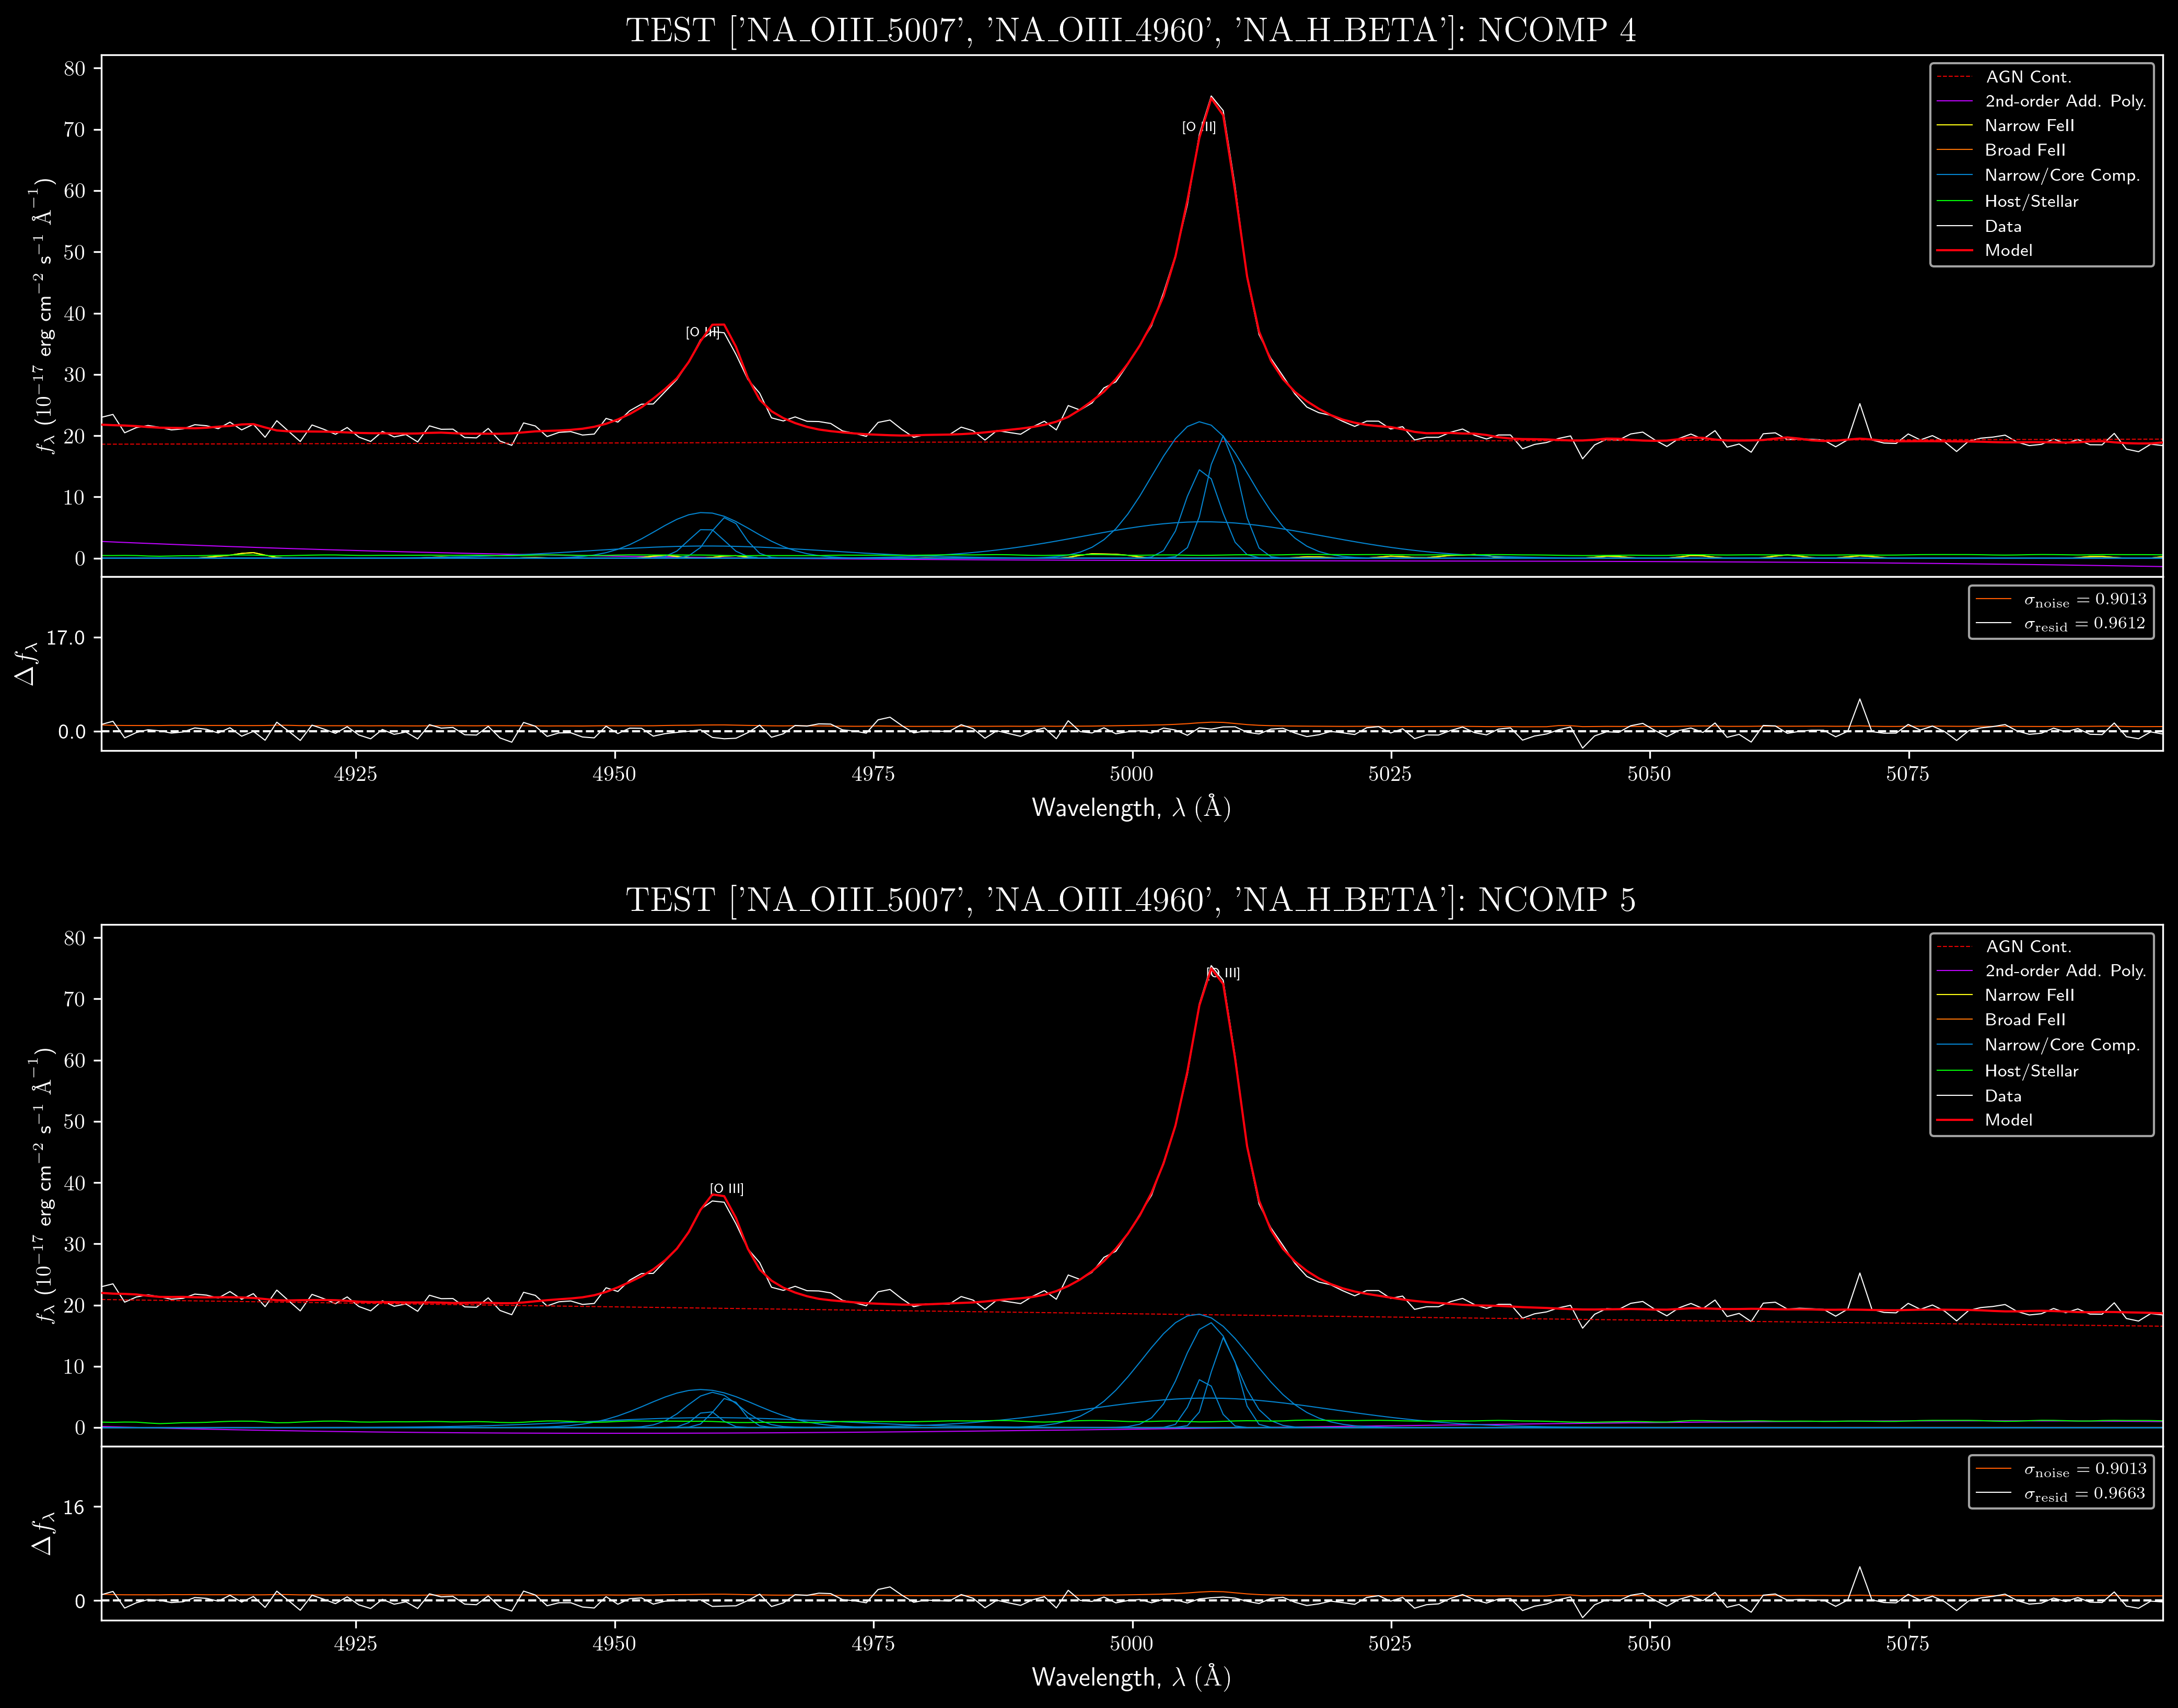 TEST ['NA_OIII_5007', 'NA_OIII_4960', 'NA_H_BETA']: NCOMP 4
80
70
60
50
40
30
20
10
0
fλ (10−17 erg cm−2 s−1 Å−1)
[O III]
[O III]
AGN Cont.
2nd-order Add. Poly.
Narrow FeII
Broad FeII
Narrow/Core Comp.
Host/Stellar
Data
Model
17.0
0.0
Δfλ
σnoise = 0.9013
σresid = 0.9612
4925 4950 4975 5000 5025 5050 5075
Wavelength, λ (Å)
TEST ['NA_OIII_5007', 'NA_OIII_4960', 'NA_H_BETA']: NCOMP 5
80
70
60
50
40
30
20
10
0
fλ (10−17 erg cm−2 s−1 Å−1)
[O III]
[O III]
AGN Cont.
2nd-order Add. Poly.
Narrow FeII
Broad FeII
Narrow/Core Comp.
Host/Stellar
Data
Model
16
0
Δfλ
σnoise = 0.9013
σresid = 0.9663
4925 4950 4975 5000 5025 5050 5075
Wavelength, λ (Å)